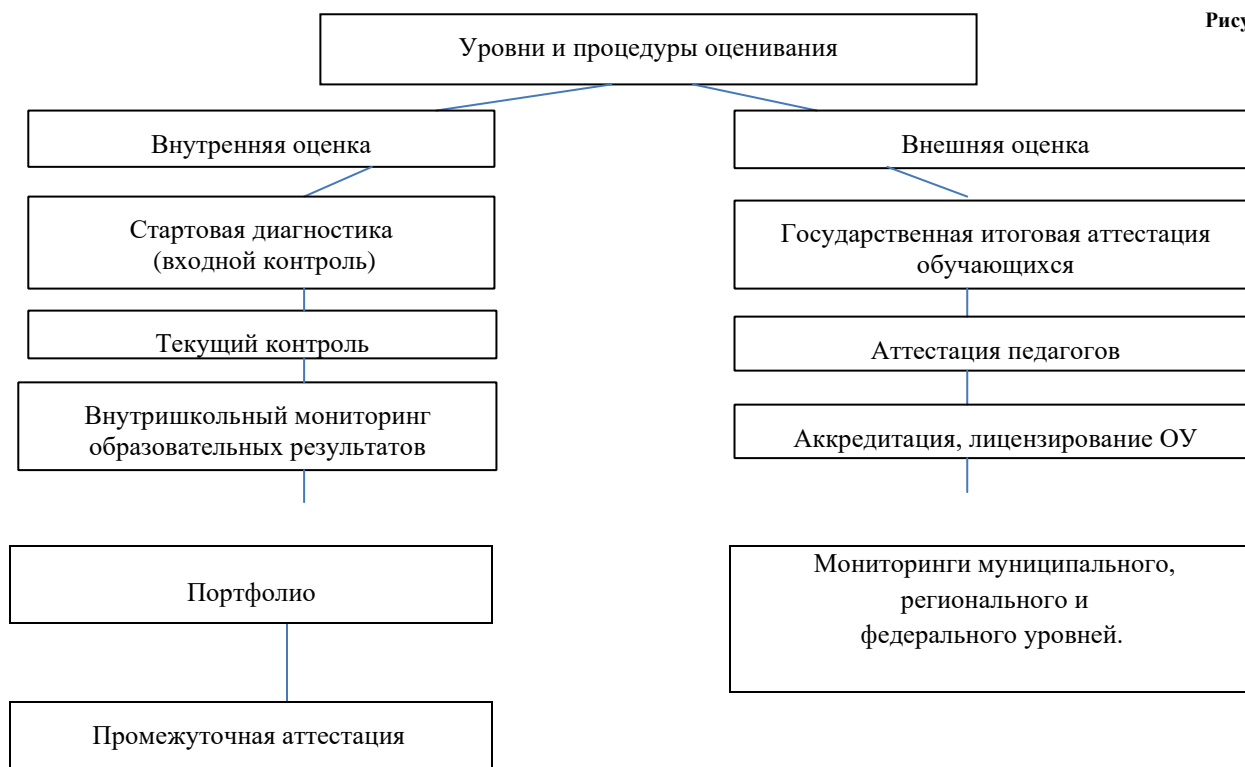 Рису
Уровни и процедуры оценивания
Внутренняя оценка
Внешняя оценка
Стартовая диагностика
(входной контроль)
Государственная итоговая аттестация
обучающихся
Текущий контроль
Аттестация педагогов
Внутришкольный мониторинг
образовательных результатов
Аккредитация, лицензирование ОУ
Портфолио
Мониторинги муниципального,
регионального и
федерального уровней.
Промежуточная аттестация